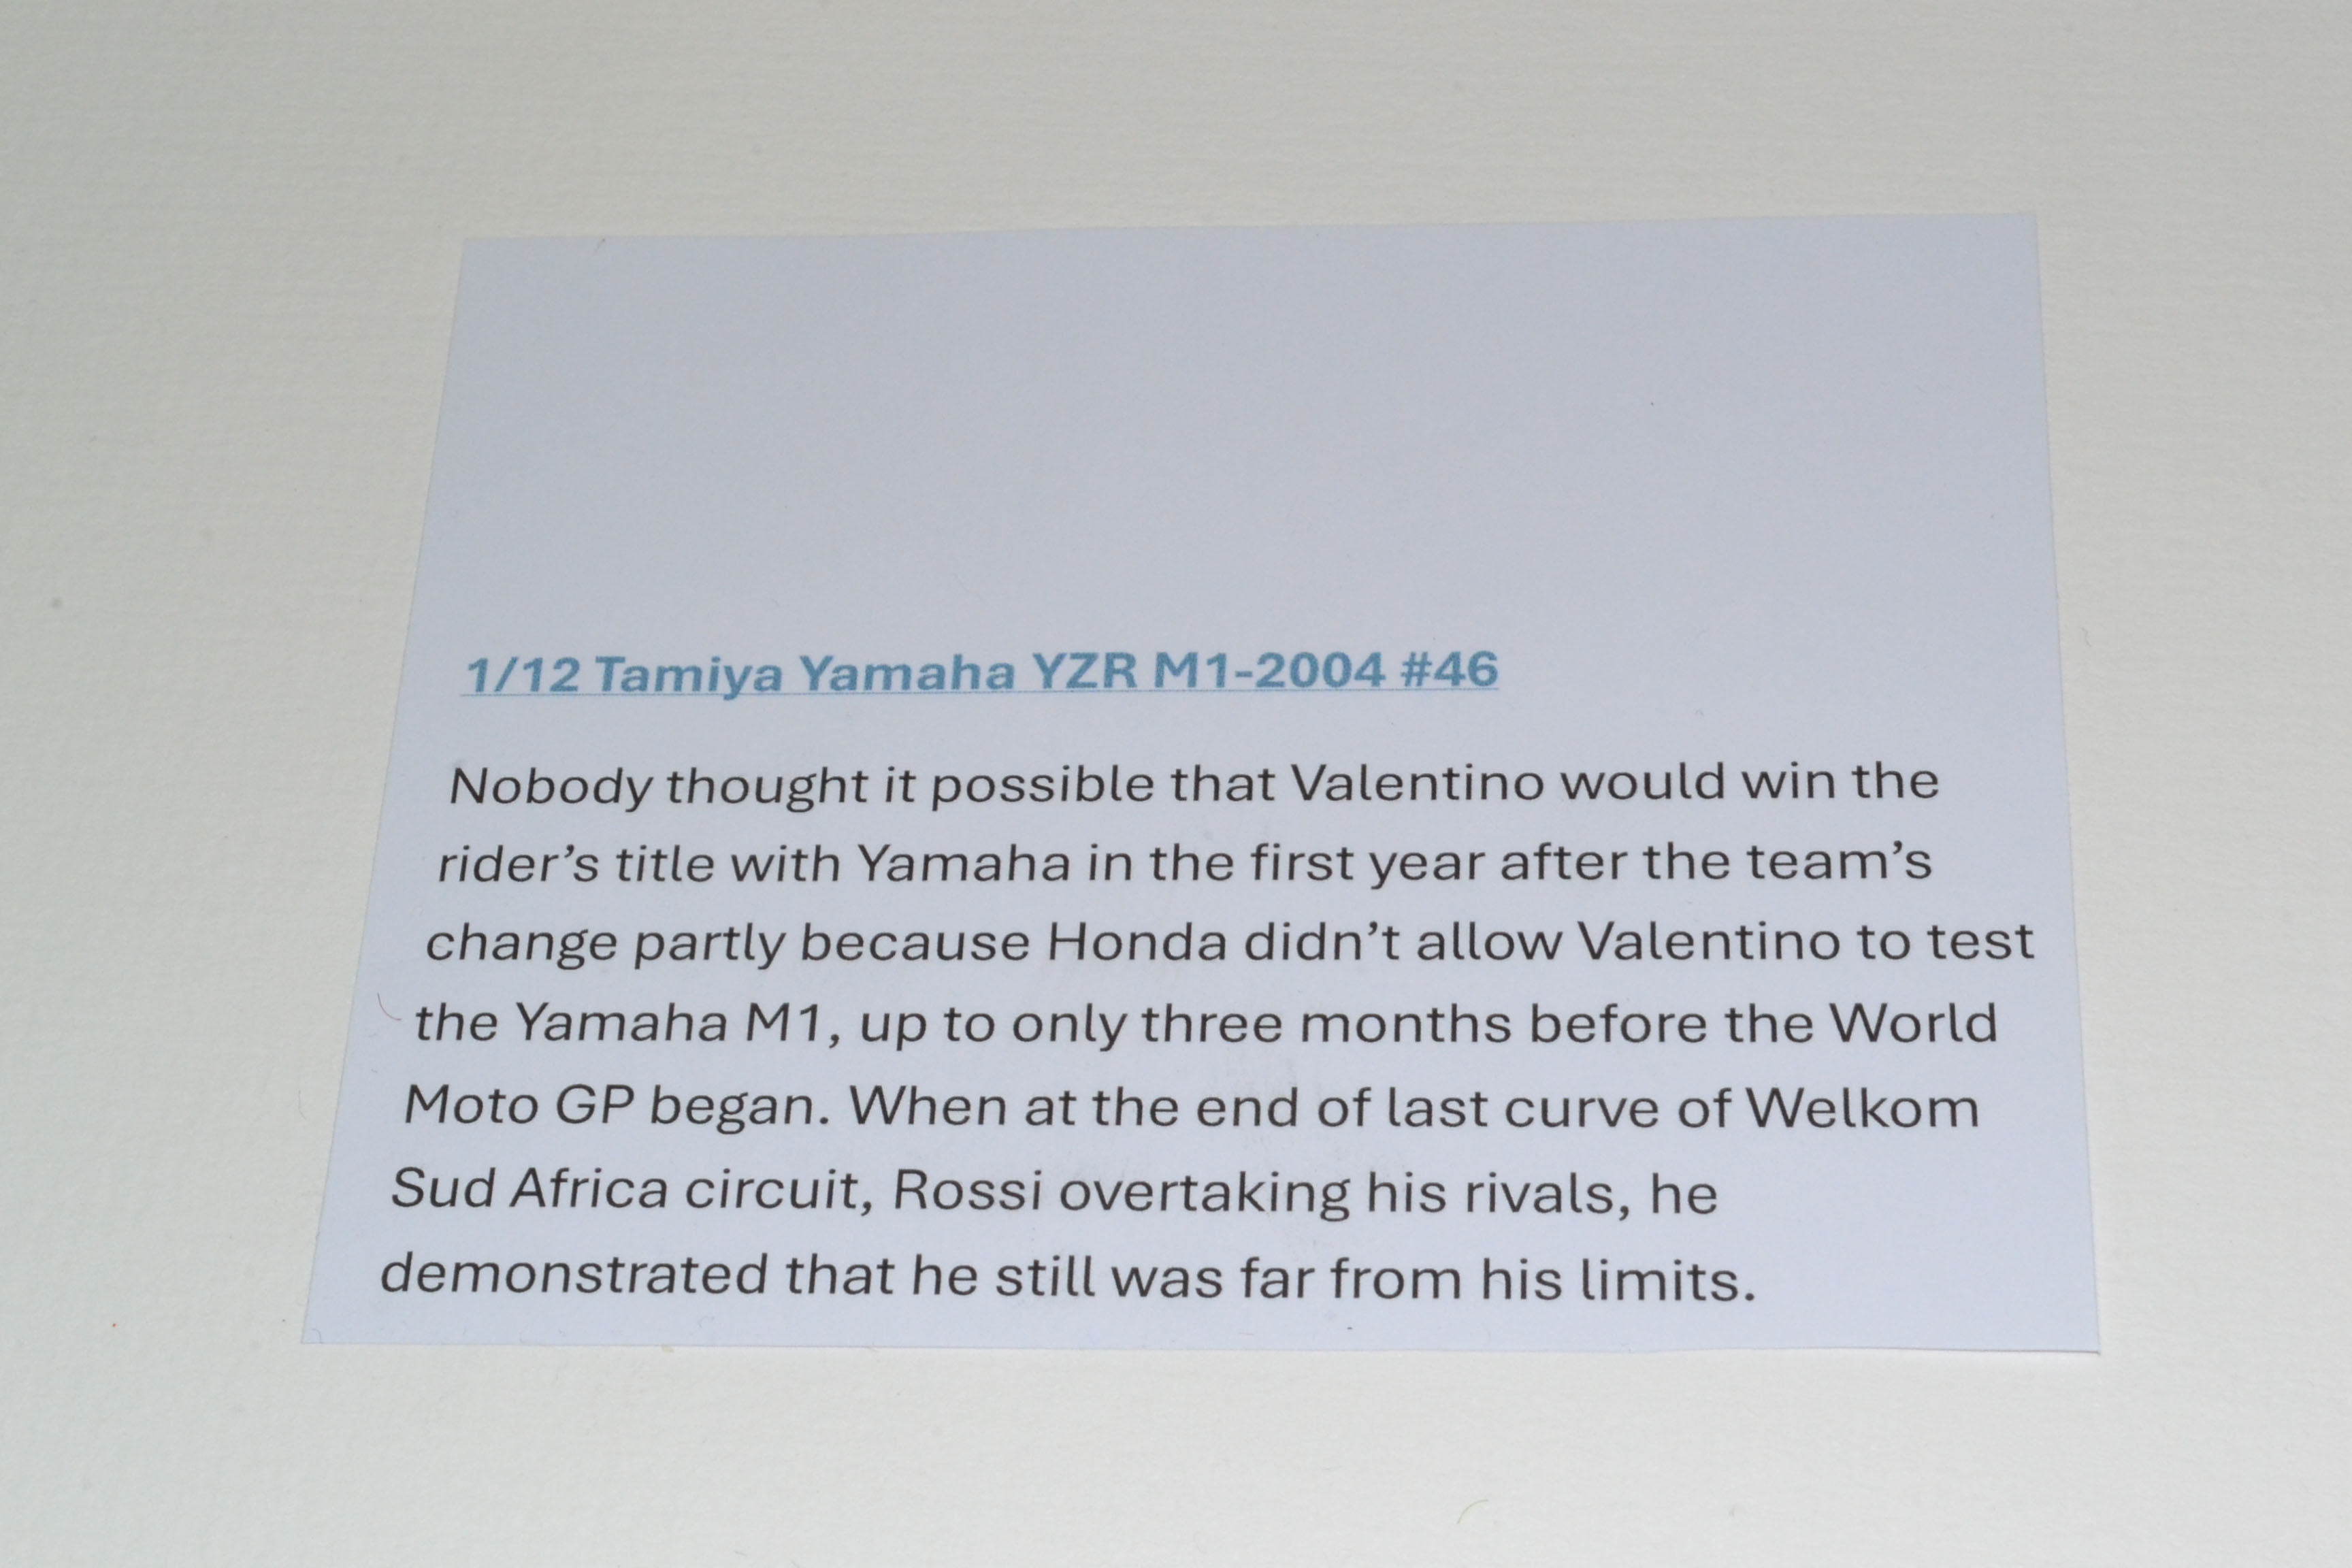 1/12 Tamiya Yamaha YZR M1-2004 #46
Nobody thought it possible that Valentino would win the
rider’s title with Yamaha in the first year after the team’s
change partly because Honda didn’t allow Valentino to test
the Yamaha M1, up to only three months before the World
Moto GP began. When at the end of last curve of Welkom
Sud Africa circuit, Rossi overtaking his rivals, he
demonstrated that he still was far from his limits.